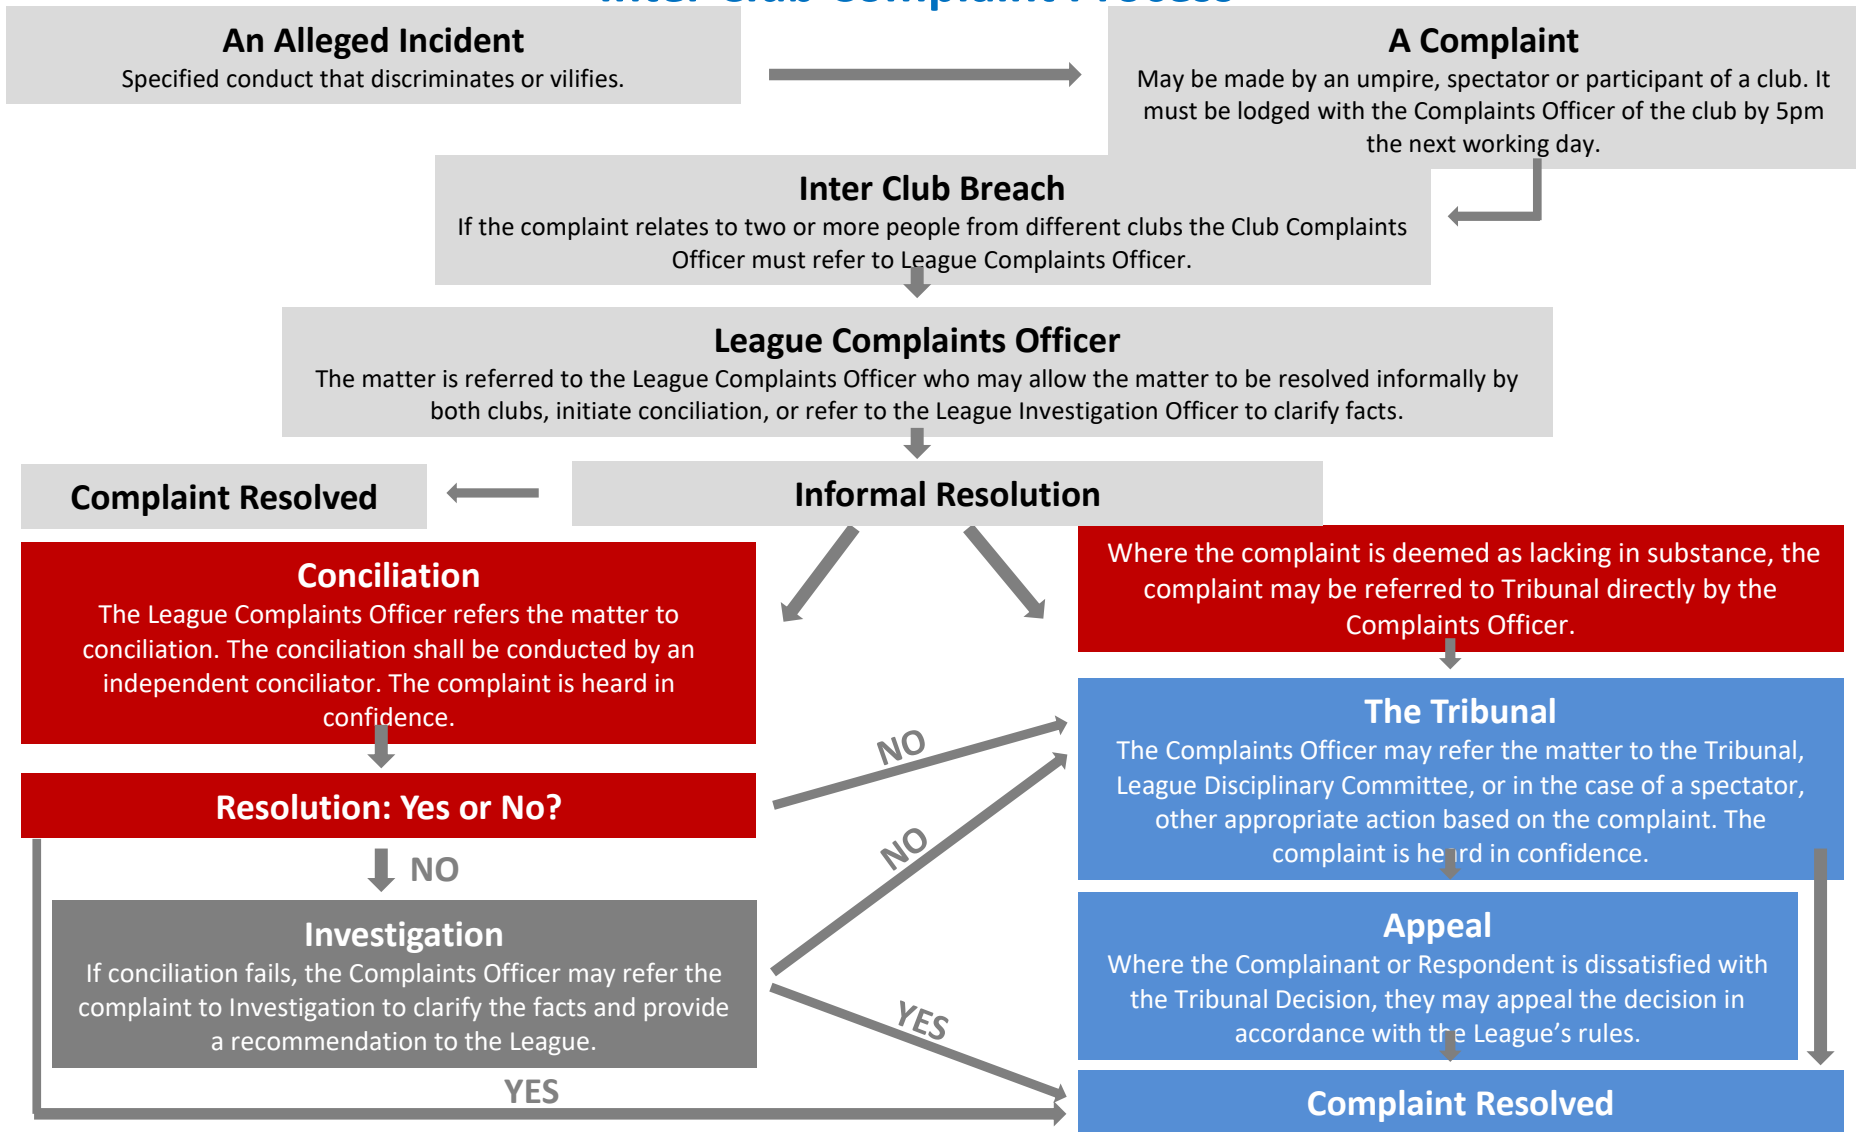 Inter Club Complaint Process
An Alleged Incident
Specified conduct that discriminates or vilifies.
A Complaint
May be made by an umpire, spectator or participant of a club. It
must be lodged with the Complaints Officer of the club by 5pm
the next working day.
Inter Club Breach
If the complaint relates to two or more people from different clubs the Club Complaints
Officer must refer to League Complaints Officer.
League Complaints Officer
The matter is referred to the League Complaints Officer who may allow the matter to be resolved informally by
both clubs, initiate conciliation, or refer to the League Investigation Officer to clarify facts.
Complaint Resolved
Informal Resolution
Conciliation
The League Complaints Officer refers the matter to
conciliation. The conciliation shall be conducted by an
independent conciliator. The complaint is heard in
confidence.
Where the complaint is deemed as lacking in substance, the
complaint may be referred to Tribunal directly by the
Complaints Officer.
Resolution: Yes or No?
NO
NO
NO
The Tribunal
The Complaints Officer may refer the matter to the Tribunal,
League Disciplinary Committee, or in the case of a spectator,
other appropriate action based on the complaint. The
complaint is heard in confidence.
Investigation
If conciliation fails, the Complaints Officer may refer the
complaint to Investigation to clarify the facts and provide
a recommendation to the League.
YES
YES
Appeal
Where the Complainant or Respondent is dissatisfied with
the Tribunal Decision, they may appeal the decision in
accordance with the League's rules.
Complaint Resolved